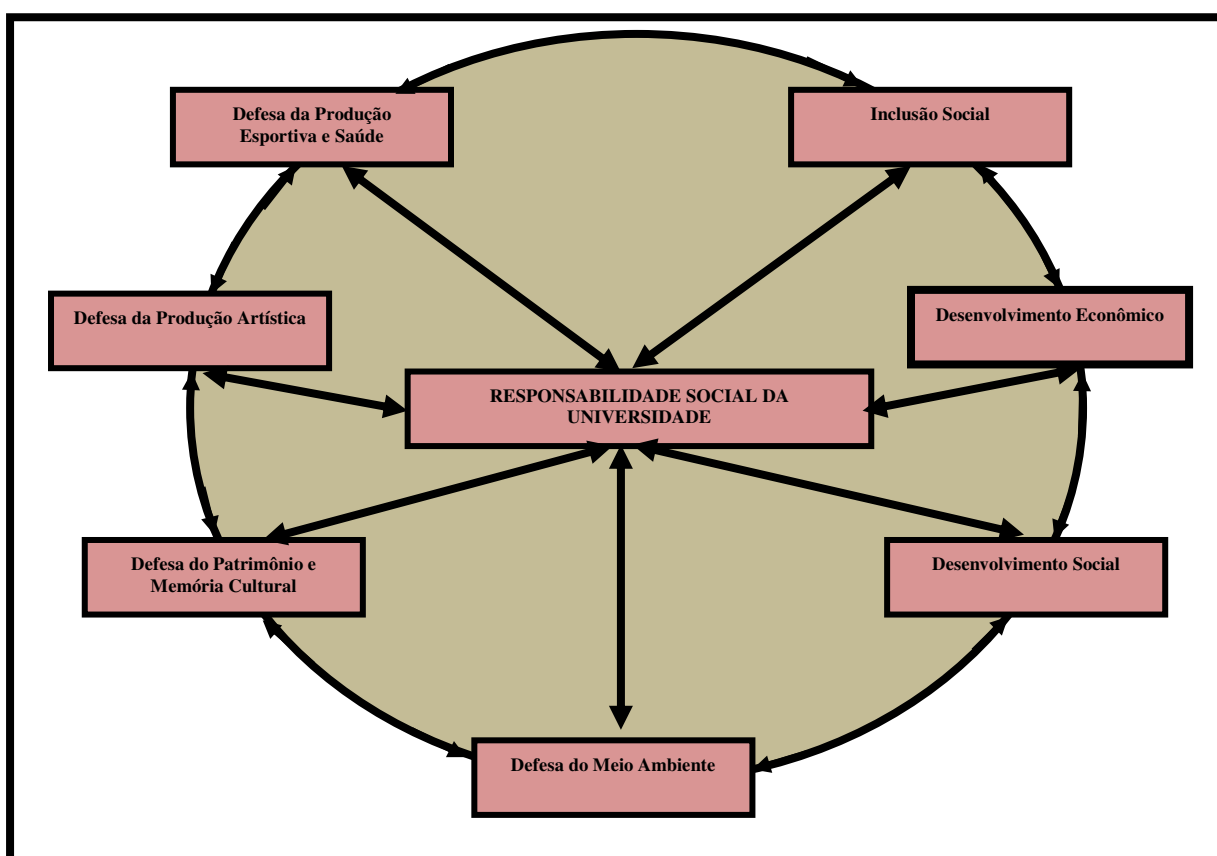 Defesa da Produção
Esportiva e Saúde
Inclusão Social
Defesa da Produção Artística
Desenvolvimento Econômico
RESPONSABILIDADE SOCIAL DA
UNIVERSIDADE
Defesa do Patrimônio e
Memória Cultural
Desenvolvimento Social
Defesa do Meio Ambiente